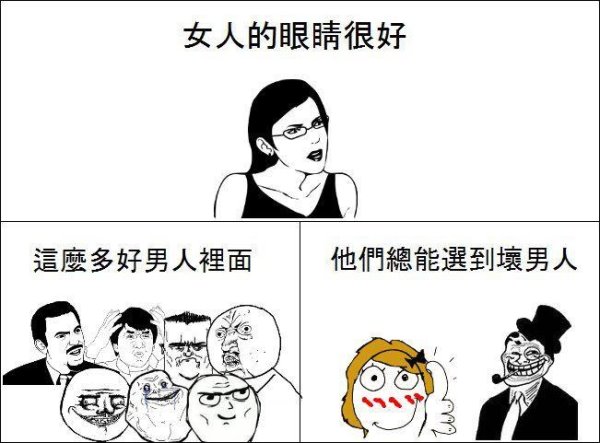 女人的眼睛很好
這麼多好男人裡面
他們總能選到壞男人